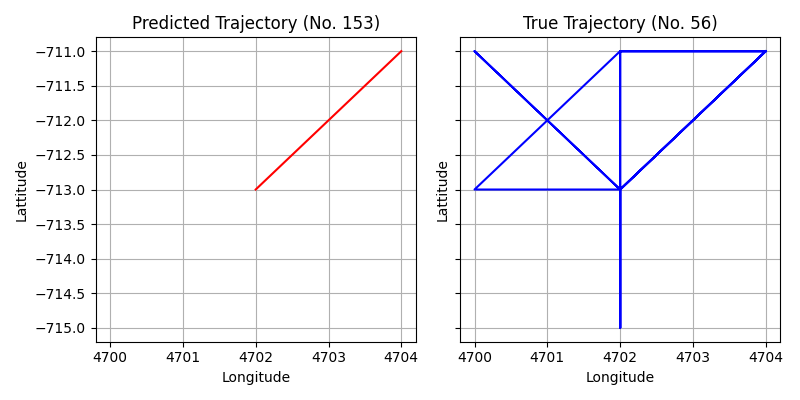 Predicted Trajectory (No. 153)
True Trajectory (No. 56)
Lattitude
−711.0
−711.5
−712.0
−712.5
−713.0
−713.5
−714.0
−714.5
−715.0
4700 4701 4702 4703 4704
Longitude
Lattitude
4700 4701 4702 4703 4704
Longitude